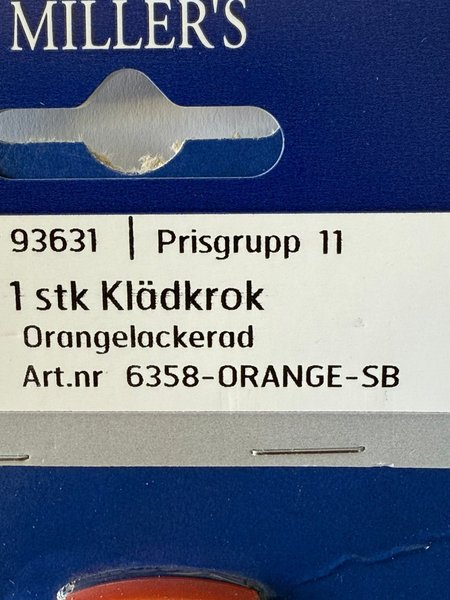 MILLER'S
93631 | Prisgrupp 11
1 stk Klädkrok
Orangelackerad
Art.nr 6358-ORANGE-SB